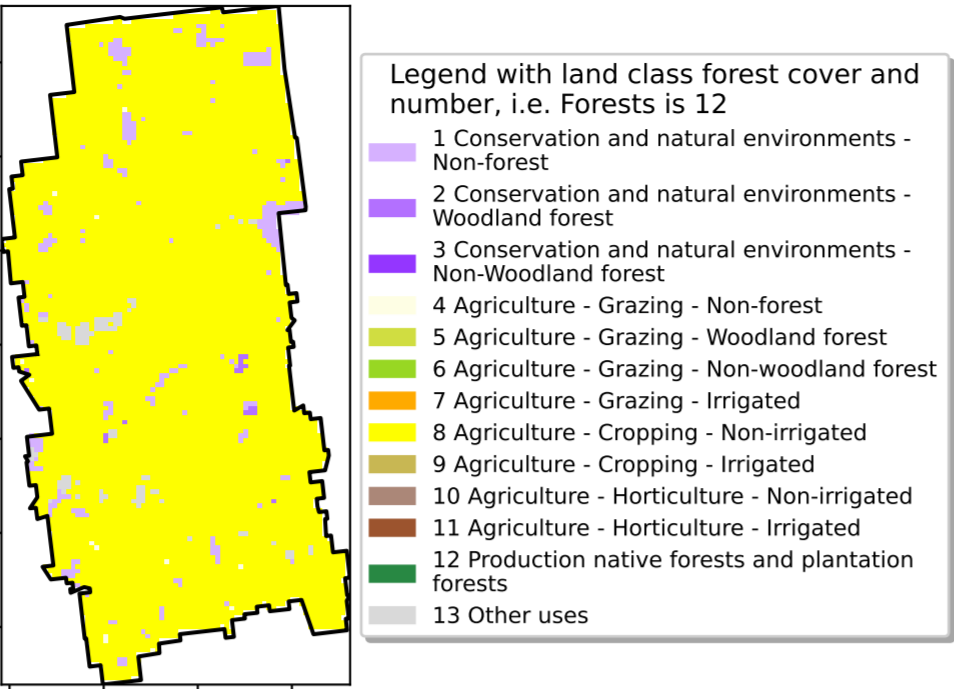 Legend with land class forest cover and
number, i.e. Forests is 12
1 Conservation and natural environments -
Non-forest
2 Conservation and natural environments -
Woodland forest
3 Conservation and natural environments -
Non-Woodland forest
4 Agriculture - Grazing - Non-forest
5 Agriculture - Grazing - Woodland forest
6 Agriculture - Grazing - Non-woodland forest
7 Agriculture - Grazing - Irrigated
8 Agriculture - Cropping - Non-irrigated
9 Agriculture - Cropping - Irrigated
10 Agriculture - Horticulture - Non-irrigated
11 Agriculture - Horticulture - Irrigated
12 Production native forests and plantation
forests
13 Other uses